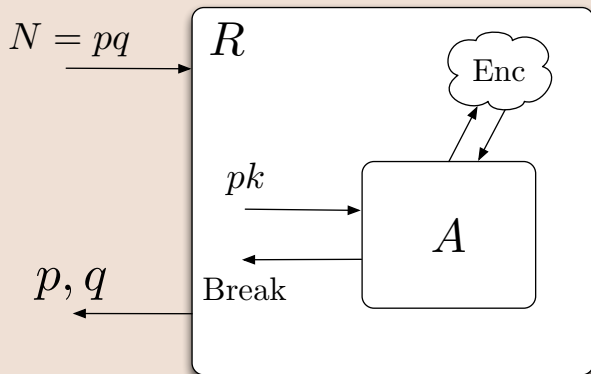 N = pq
R
Enc
pk
A
p, q
Break